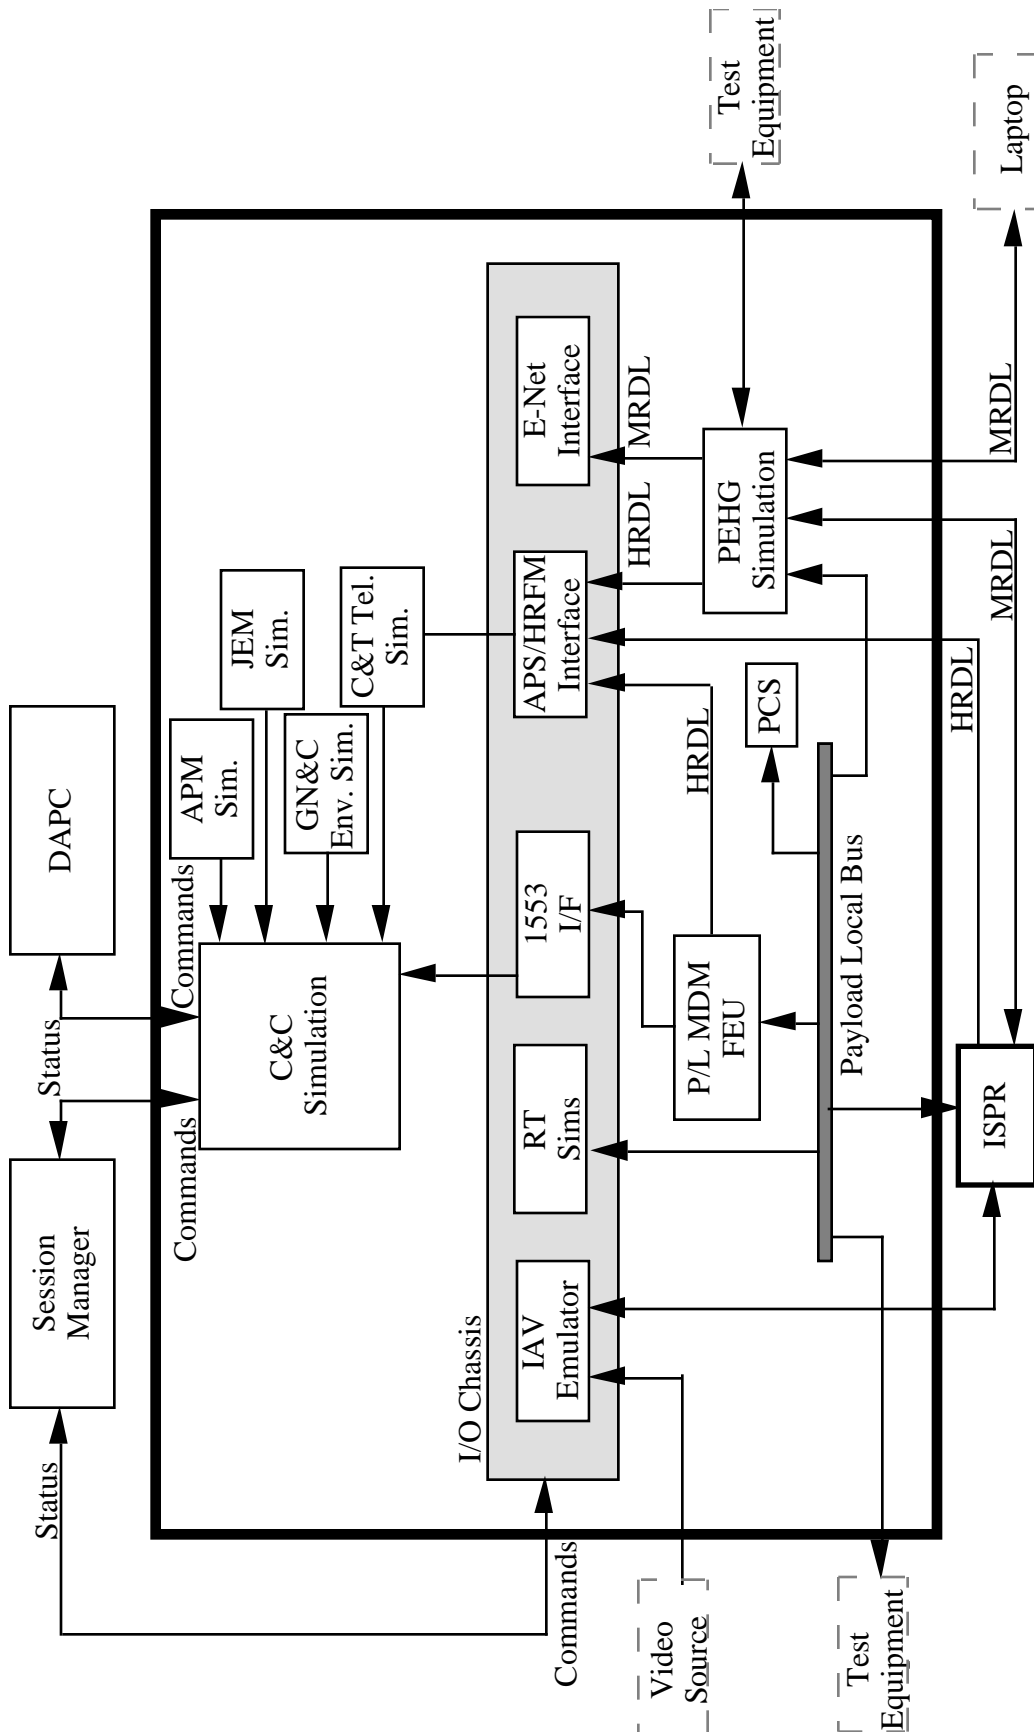 Session
Manager
DAPC
Status
Status
Commands
Commands
C&C
Simulation
APM
Sim.
JEM
Sim.
GN&C
Env. Sim.
C&T Tel.
Sim.
I/O Chassis
IAV
Emulator
RT
Sims
1553
I/F
APS/HRFM
Interface
E-Net
Interface
Commands
HRDL
HRDL
MRDL
P/L MDM
FEU
PCS
PEHG
Simulation
Payload Local Bus
Video
Source
Test
Equipment
Test
Equipment
ISPR
HRDL
MRDL
MRDL
Laptop